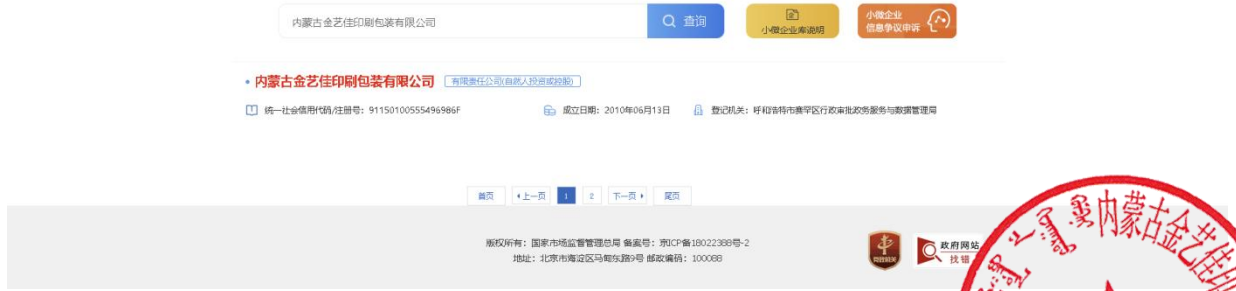 内蒙古金艺佳印刷包装有限公司
查询
小微企业库说明
小微企业
信息争议申诉
内蒙古金艺佳印刷包装有限公司 有限责任公司(自然人投资或控股)
统一社会信用代码/注册号：91150100555496986F 成立日期：2010年06月13日 登记机关：呼和浩特市赛罕区行政审批政务服务与数据管理局
首页 上一页 1 2 下一页 尾页
版权所有：国家市场监督管理总局 备案号：京ICP备18022388号-2
地址：北京市海淀区马甸东路9号 邮政编码：100088
党政机关
政府网站
找错
内蒙古金艺佳印